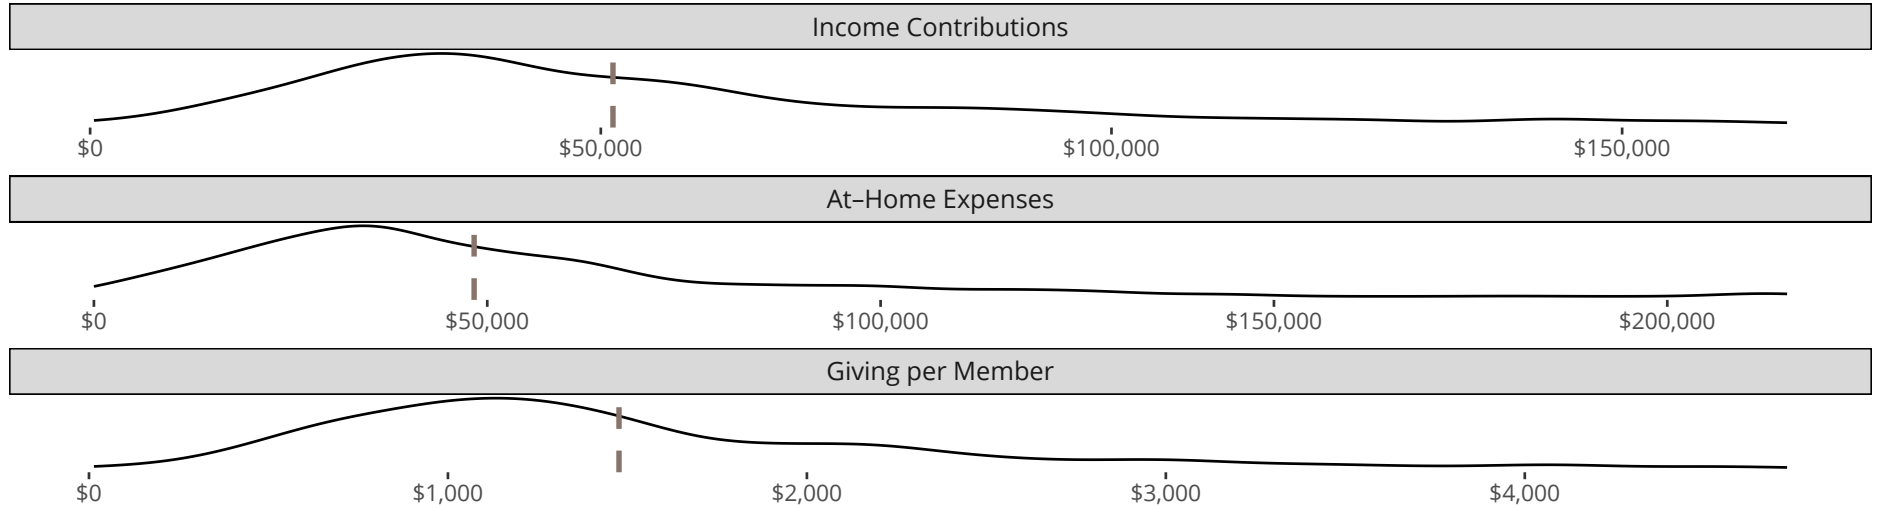 Income Contributions
$0 $50,000 $100,000 $150,000
At–Home Expenses
$0 $50,000 $100,000 $150,000 $200,000
Giving per Member
$0 $1,000 $2,000 $3,000 $4,000